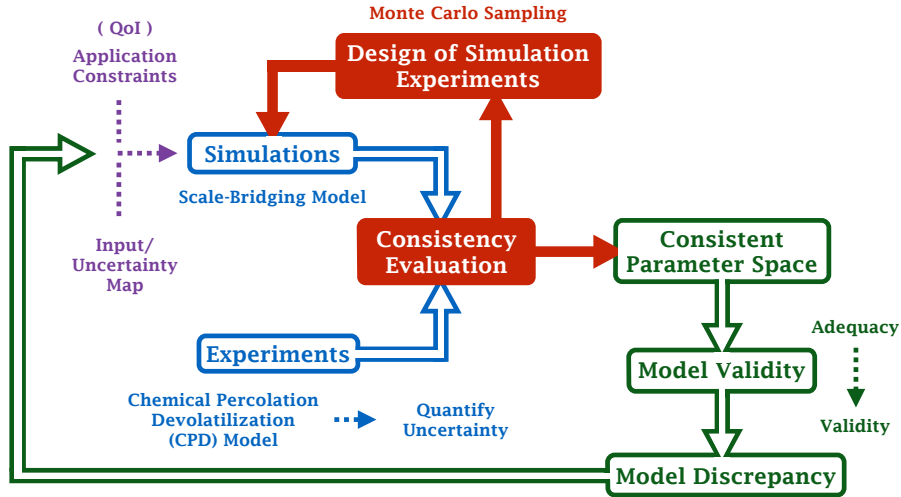 Monte Carlo Sampling
( QoI )
Application
Constraints
Design of Simulation
Experiments
Simulations
Scale-Bridging Model
Input/
Uncertainty
Map
Consistency
Evaluation
Consistent
Parameter Space
Experiments
Chemical Percolation
Devolatilization
(CPD) Model
Quantify
Uncertainty
Model Validity
Adequacy
Validity
Model Discrepancy